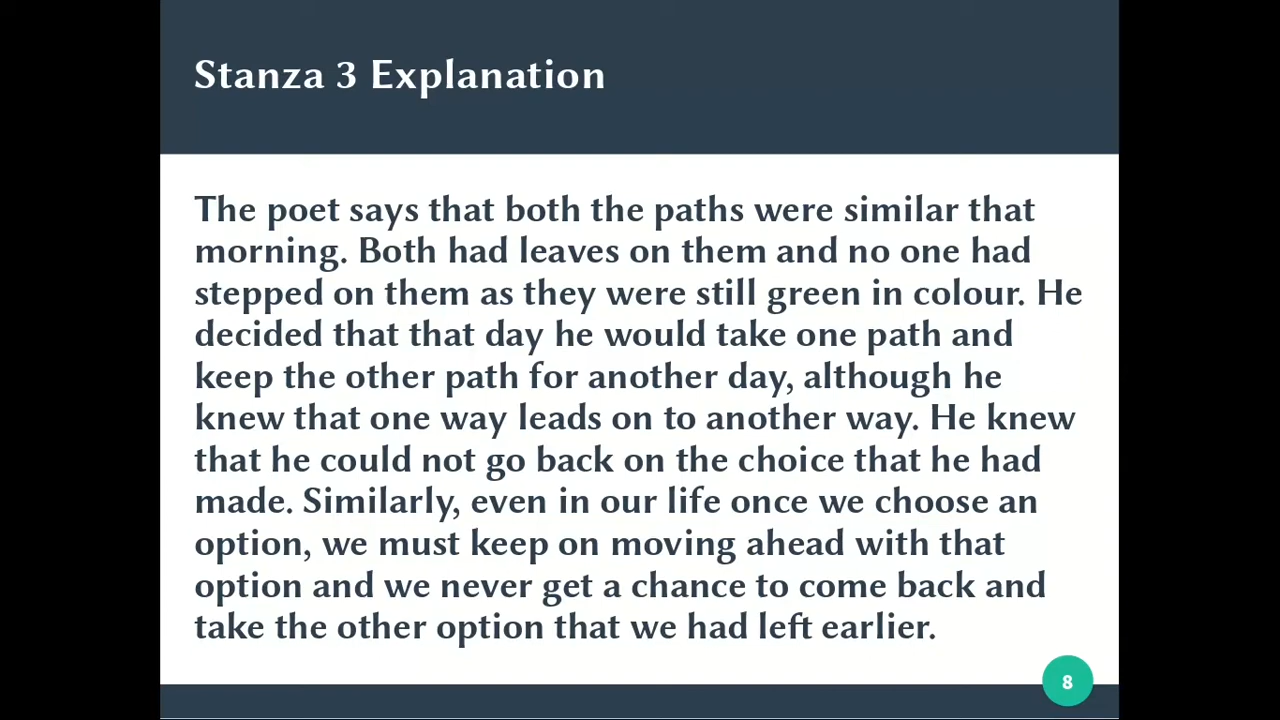 Stanza 3 Explanation
The poet says that both the paths were similar that
morning. Both had leaves on them and no one had
stepped on them as they were still green in colour. He
decided that that day he would take one path and
keep the other path for another day, although he
knew that one way leads on to another way. He knew
that he could not go back on the choice that he had
made. Similarly, even in our life once we choose an
option, we must keep on moving ahead with that
option and we never get a chance to come back and
take the other option that we had left earlier.
8